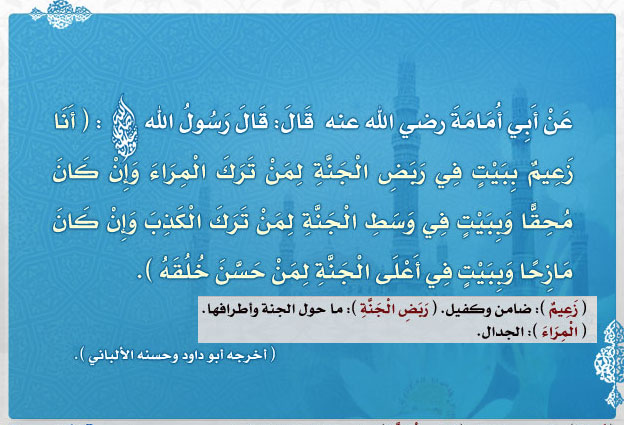 عَنْ أَبِي أُمَامَةَ رضي الله عنه قَالَ: قَالَ رَسُولُ الله ﷺ : ( أَنَا
زَعِيمٌ بِبَيْتٍ فِي رَبَضِ الْجَنَّةِ لِمَنْ تَرَكَ الْمِرَاءَ وَإِنْ كَانَ
مُحِقًّا وَبِبَيْتٍ فِي وَسَطِ الْجَنَّةِ لِمَنْ تَرَكَ الْكَذِبَ وَإِنْ كَانَ
مَازِحًا وَبِبَيْتٍ فِي أَعْلَى الْجَنَّةِ لِمَنْ حَسَّنَ خُلُقَهُ ).
( زَعِيمٌ ): ضامن وكفيل. ( رَبَضِ الْجَنَّةِ ): ما حول الجنة وأطرافها.
( الْمِرَاءَ ): الجدال.
( أخرجه أبو داود وحسنه الألباني ).